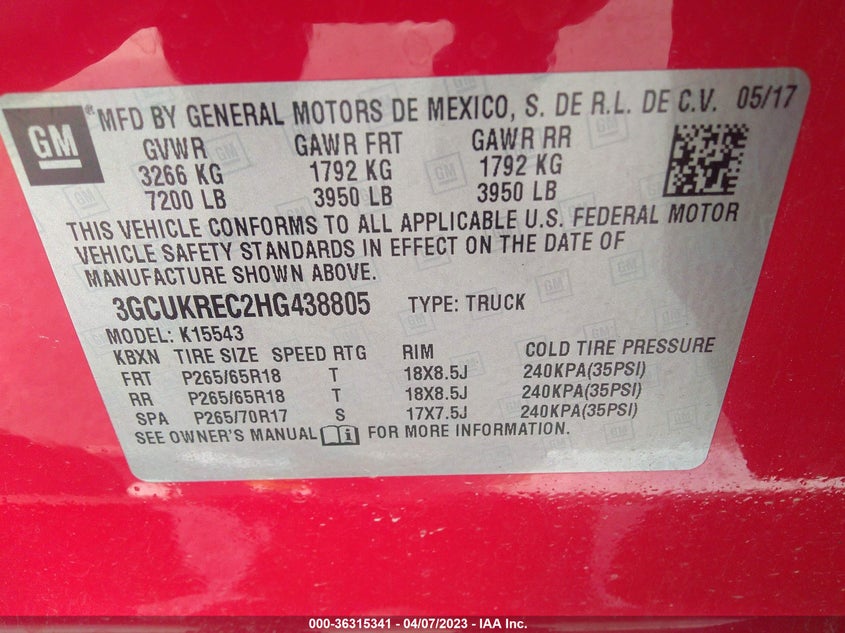 GM
® MFD BY GENERAL MOTORS DE MEXICO, S. DE R.L. DE C.V. 05/17
GVWR GAWR FRT GAWR RR
3266 KG 1792 KG 1792 KG
7200 LB 3950 LB 3950 LB
THIS VEHICLE CONFORMS TO ALL APPLICABLE U.S. FEDERAL MOTOR
VEHICLE SAFETY STANDARDS IN EFFECT ON THE DATE OF
MANUFACTURE SHOWN ABOVE.
3GCUKREC2HG438805 TYPE: TRUCK
MODEL: K15543
KBXN TIRE SIZE SPEED RTG RIM COLD TIRE PRESSURE
FRT P265/65R18 T 18X8.5J 240KPA(35PSI)
RR P265/65R18 T 18X8.5J 240KPA(35PSI)
SPA P265/70R17 S 17X7.5J 240KPA(35PSI)
SEE OWNER'S MANUAL i FOR MORE INFORMATION.
000-36315341 - 04/07/2023 - IAA Inc.